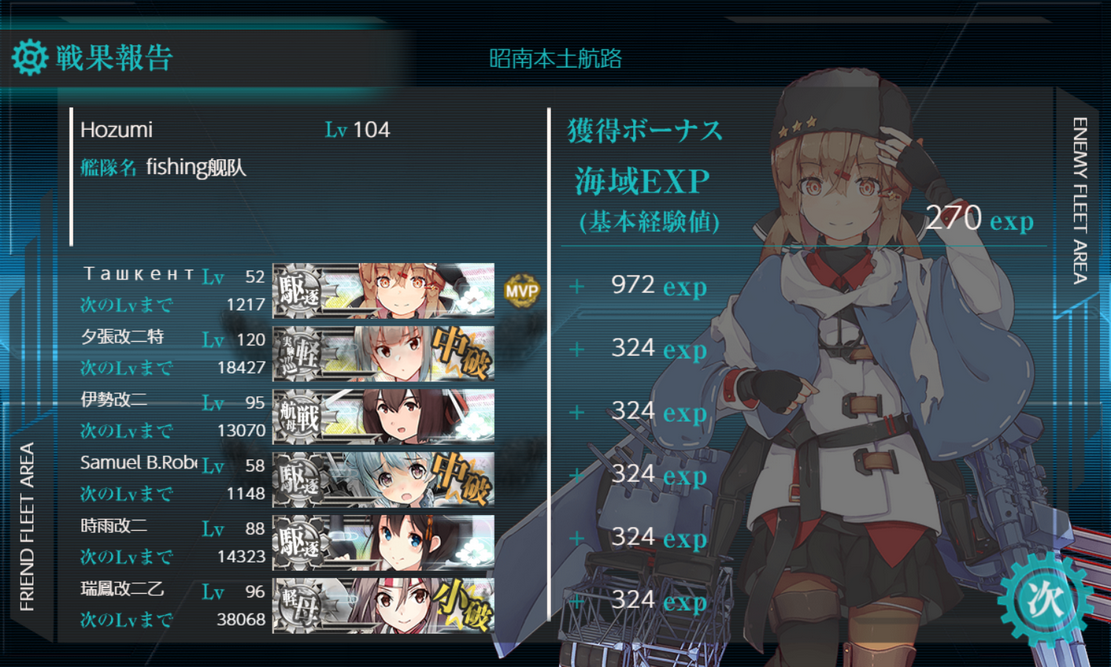 戦果報告
昭南本土航路
Hozumi Lv 104
艦隊名 fishing舰队
獲得ボーナス
海域EXP
(基本経験値)
270 exp
Ташкент Lv 52
次のLvまで 1217
駆逐
MVP
+ 972 exp
夕張改二特 Lv 120
次のLvまで 18427
軽実験巡
中破
+ 324 exp
伊勢改二 Lv 95
次のLvまで 13070
航戦母
+ 324 exp
Samuel B.Rob Lv 58
次のLvまで 1148
駆逐
中破
+ 324 exp
時雨改二 Lv 88
次のLvまで 14323
駆逐
+ 324 exp
瑞鳳改二乙 Lv 96
次のLvまで 38068
軽母
小破
+ 324 exp
FRIEND FLEET AREA
ENEMY FLEET AREA
次